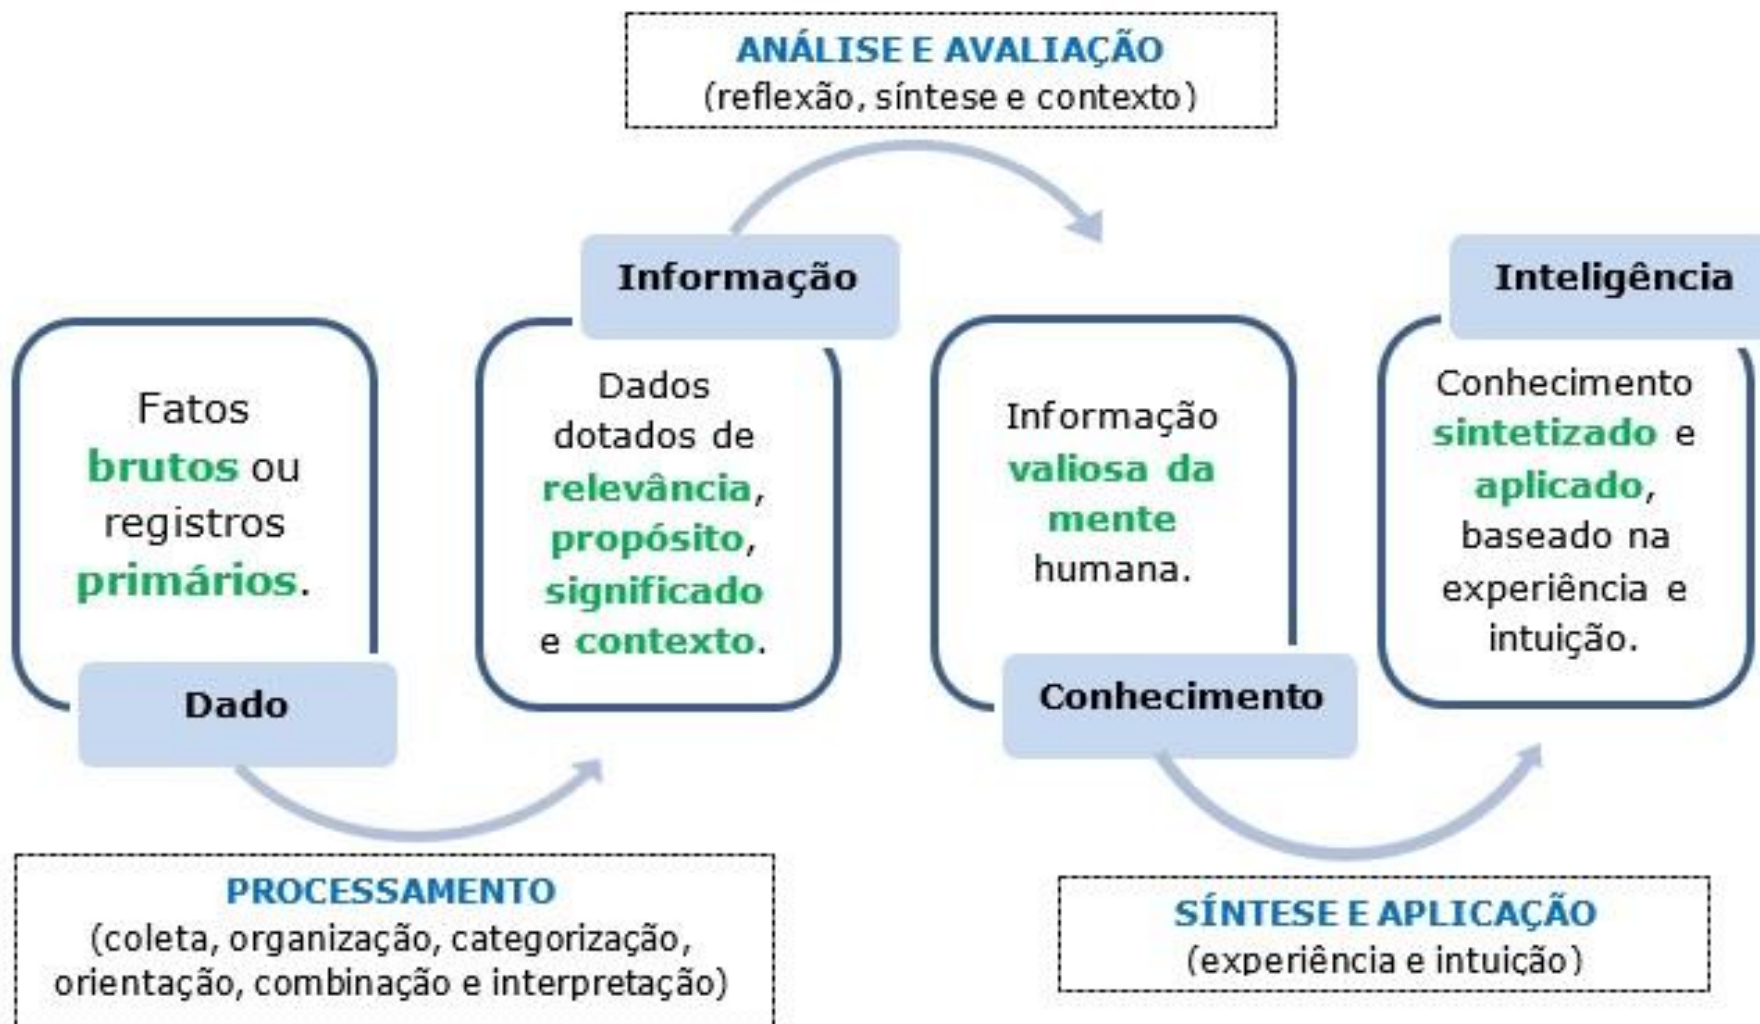 ANÁLISE E AVALIAÇÃO
(reflexão, síntese e contexto)
Fatos
brutos ou
registros
primários.
Dado
PROCESSAMENTO
(coleta, organização, categorização,
orientação, combinação e interpretação)
Informação
Dados
dotados de
relevância,
propósito,
significado
e contexto.
Informação
valiosa da
mente
humana.
Conhecimento
Inteligência
Conhecimento
sintetizado e
aplicado,
baseado na
experiência e
intuição.
SÍNTESE E APLICAÇÃO
(experiência e intuição)